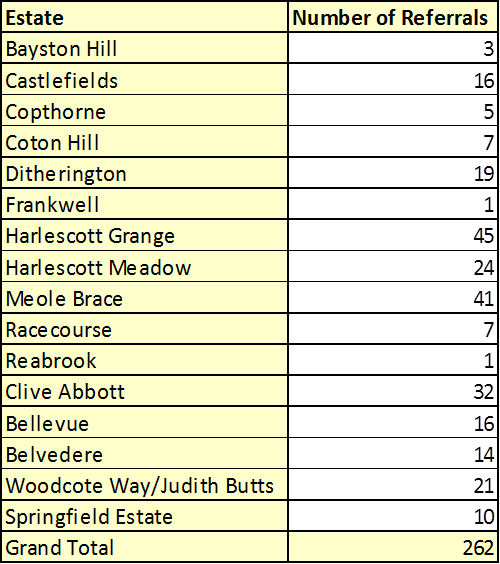 Estate Number of Referrals
Bayston Hill 3
Castlefields 16
Copthorne 5
Coton Hill 7
Ditherington 19
Frankwell 1
Harlescott Grange 45
Harlescott Meadow 24
Meole Brace 41
Racecourse 7
Reabrook 1
Clive Abbott 32
Bellevue 16
Belvedere 14
Woodcote Way/Judith Butts 21
Springfield Estate 10
Grand Total 262